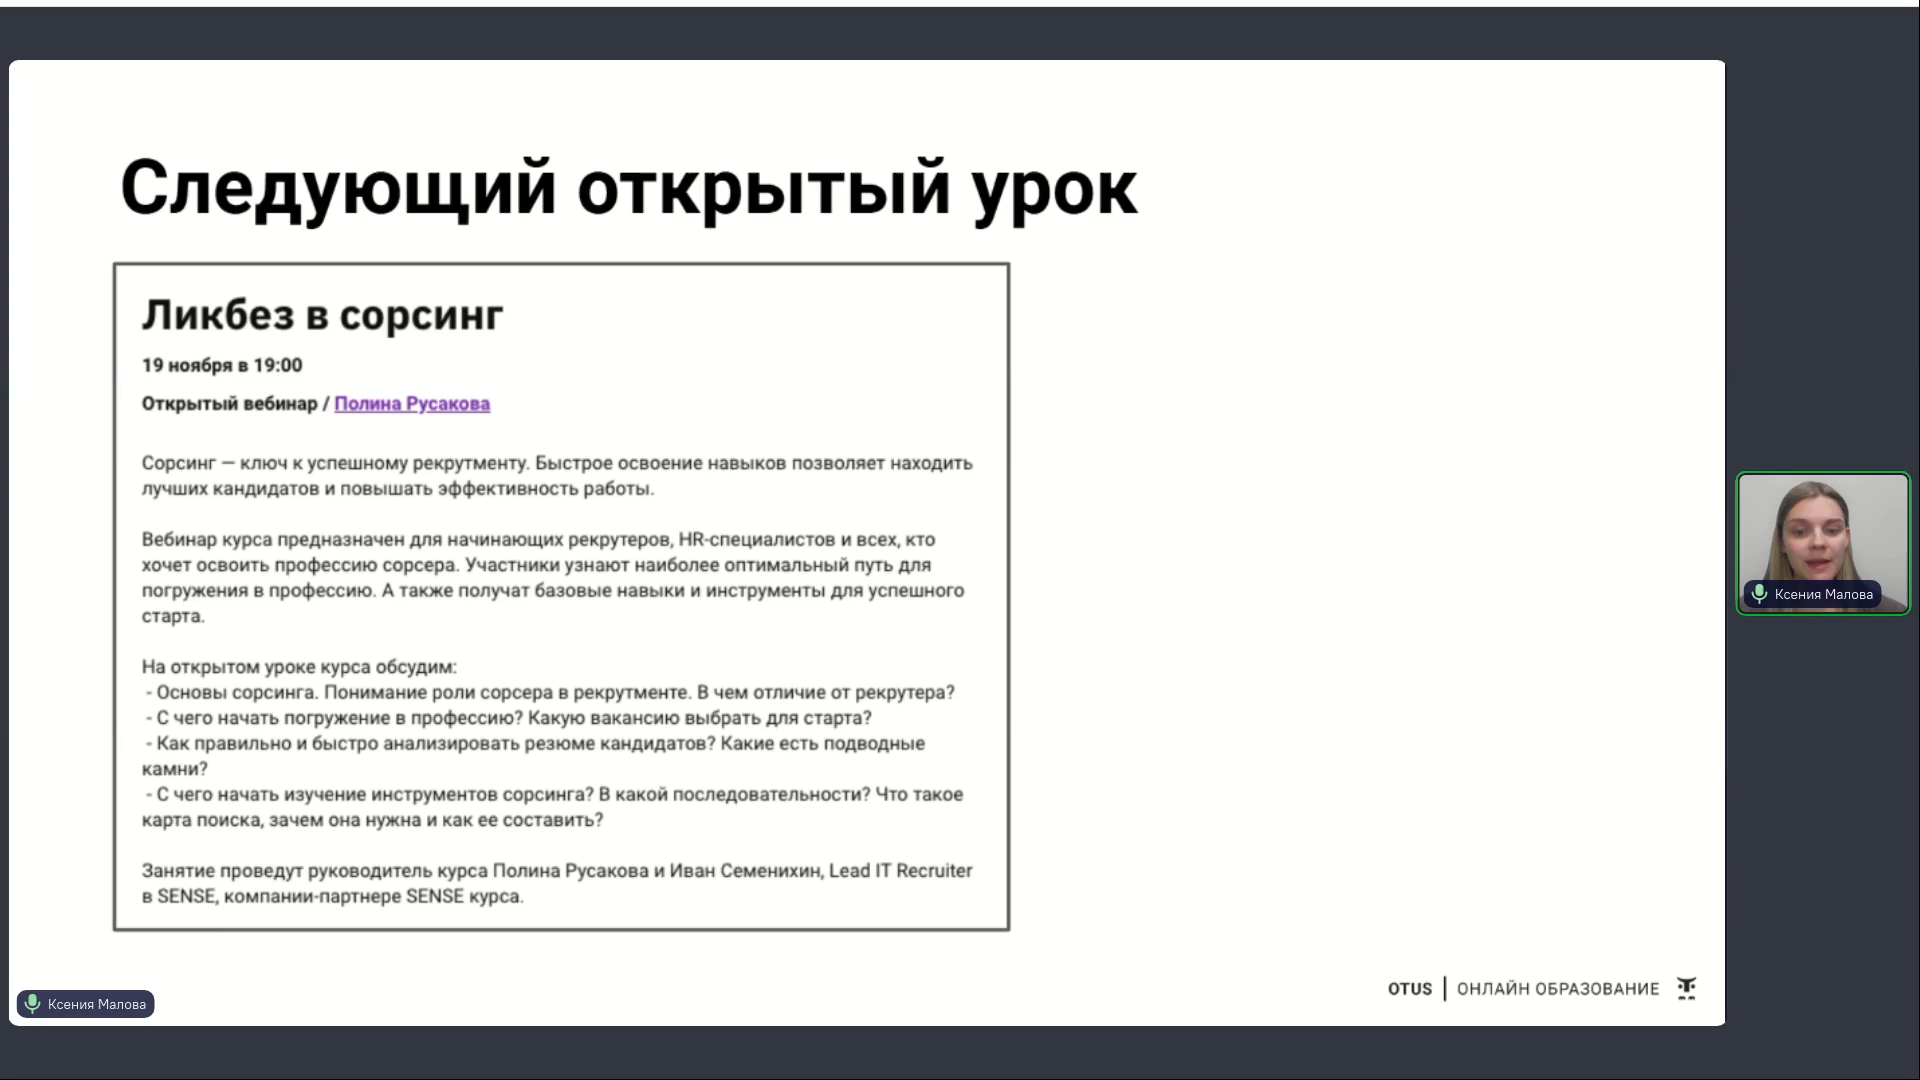 Следующий открытый урок
Ликбез в сорсинг
19 ноября в 19:00
Открытый вебинар / Полина Русакова
Сорсинг — ключ к успешному рекрутменту. Быстрое освоение навыков позволяет находить
лучших кандидатов и повышать эффективность работы.
Вебинар курса предназначен для начинающих рекрутеров, HR-специалистов и всех, кто
хочет освоить профессию сорсера. Участники узнают наиболее оптимальный путь для
погружения в профессию. А также получат базовые навыки и инструменты для успешного
старта.
На открытом уроке курса обсудим:
- Основы сорсинга. Понимание роли сорсера в рекрутменте. В чем отличие от рекрутера?
- С чего начать погружение в профессию? Какую вакансию выбрать для старта?
- Как правильно и быстро анализировать резюме кандидатов? Какие есть подводные
камни?
- С чего начать изучение инструментов сорсинга? В какой последовательности? Что такое
карта поиска, зачем она нужна и как ее составить?
Занятие проведут руководитель курса Полина Русакова и Иван Семенихин, Lead IT Recruiter
в SENSE, компании-партнере SENSE курса.
Ксения Малова
OTUS | ОНЛАЙН ОБРАЗОВАНИЕ
Ксения Малова